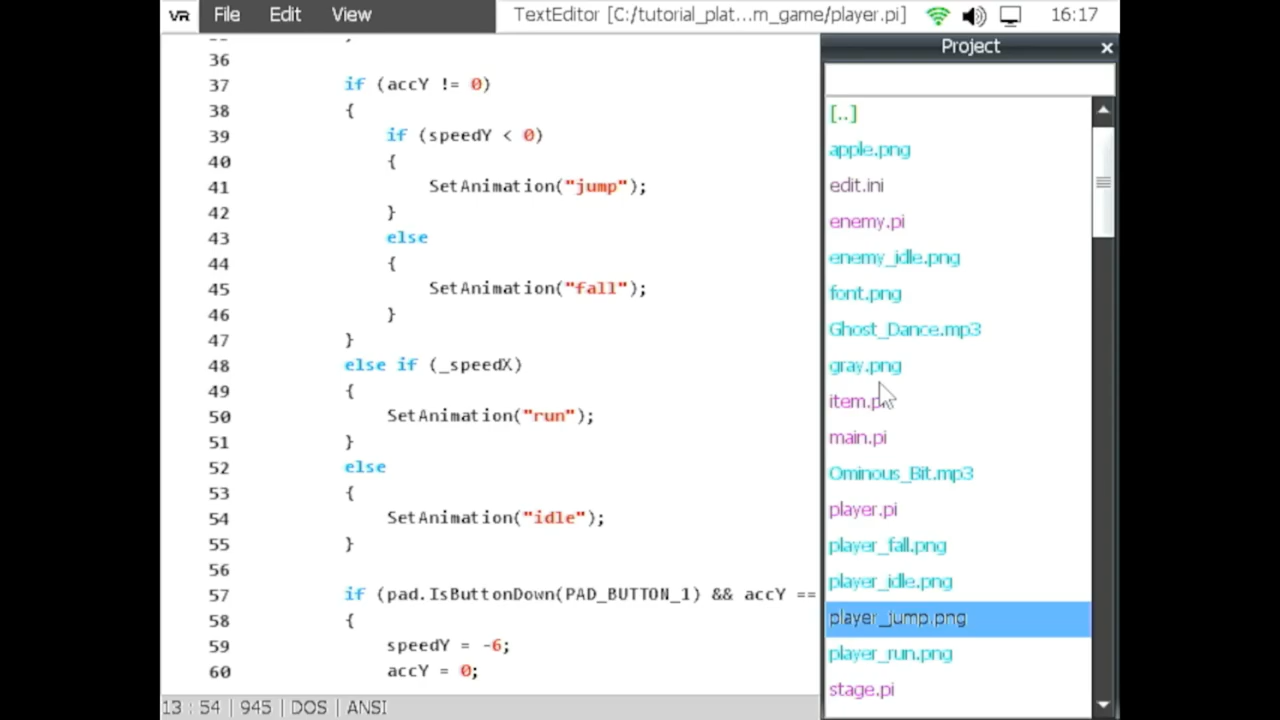 VR File Edit View TextEditor [C:/tutorial_plat...m_game/player.pi] 16:17
36
37 if (accY != 0)
38 {
39 if (speedY < 0)
40 {
41 SetAnimation("jump");
42 }
43 else
44 {
45 SetAnimation("fall");
46 }
47 }
48 else if (_speedX)
49 {
50 SetAnimation("run");
51 }
52 else
53 {
54 SetAnimation("idle");
55 }
56
57 if (pad.IsButtonDown(PAD_BUTTON_1) && accY ==
58 {
59 speedY = -6;
60 accY = 0;
13 : 54 | 945 | DOS | ANSI
Project
[..]
apple.png
edit.ini
enemy.pi
enemy_idle.png
font.png
Ghost_Dance.mp3
gray.png
item.pi
main.pi
Ominous_Bit.mp3
player.pi
player_fall.png
player_idle.png
player_jump.png
player_run.png
stage.pi